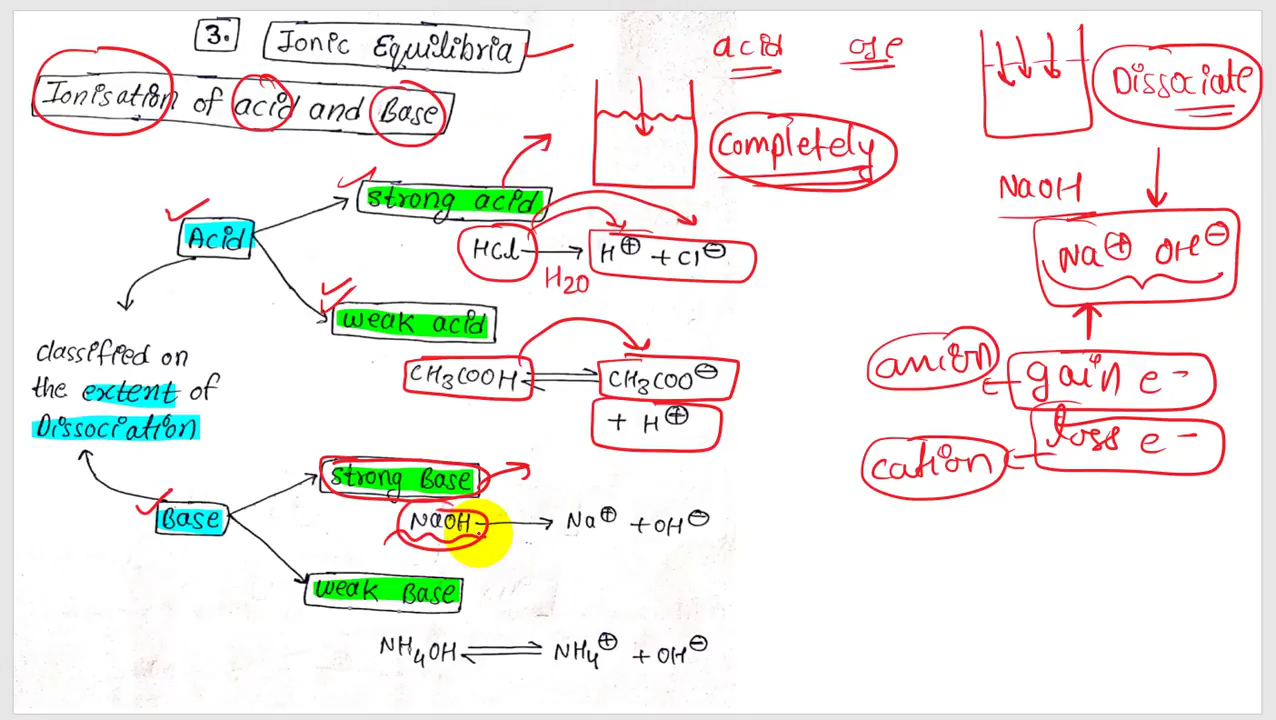 3. Ionic Equilibria
Ionisation of acid and Base
acid or
Completely
Dissociate
NaOH
Na⊕ OH⊖
strong acid
Acid
HCl → H⊕ + Cl⊖
H2O
weak acid
CH₃COOH ⇌ CH₃COO⊖
+ H⊕
classified on
the extent of
Dissociation
anion gain e-
cation loss e-
strong Base
Base
NaOH → Na⊕ + OH⊖
weak Base
NH₄OH ⇌ NH₄⊕ + OH⊖